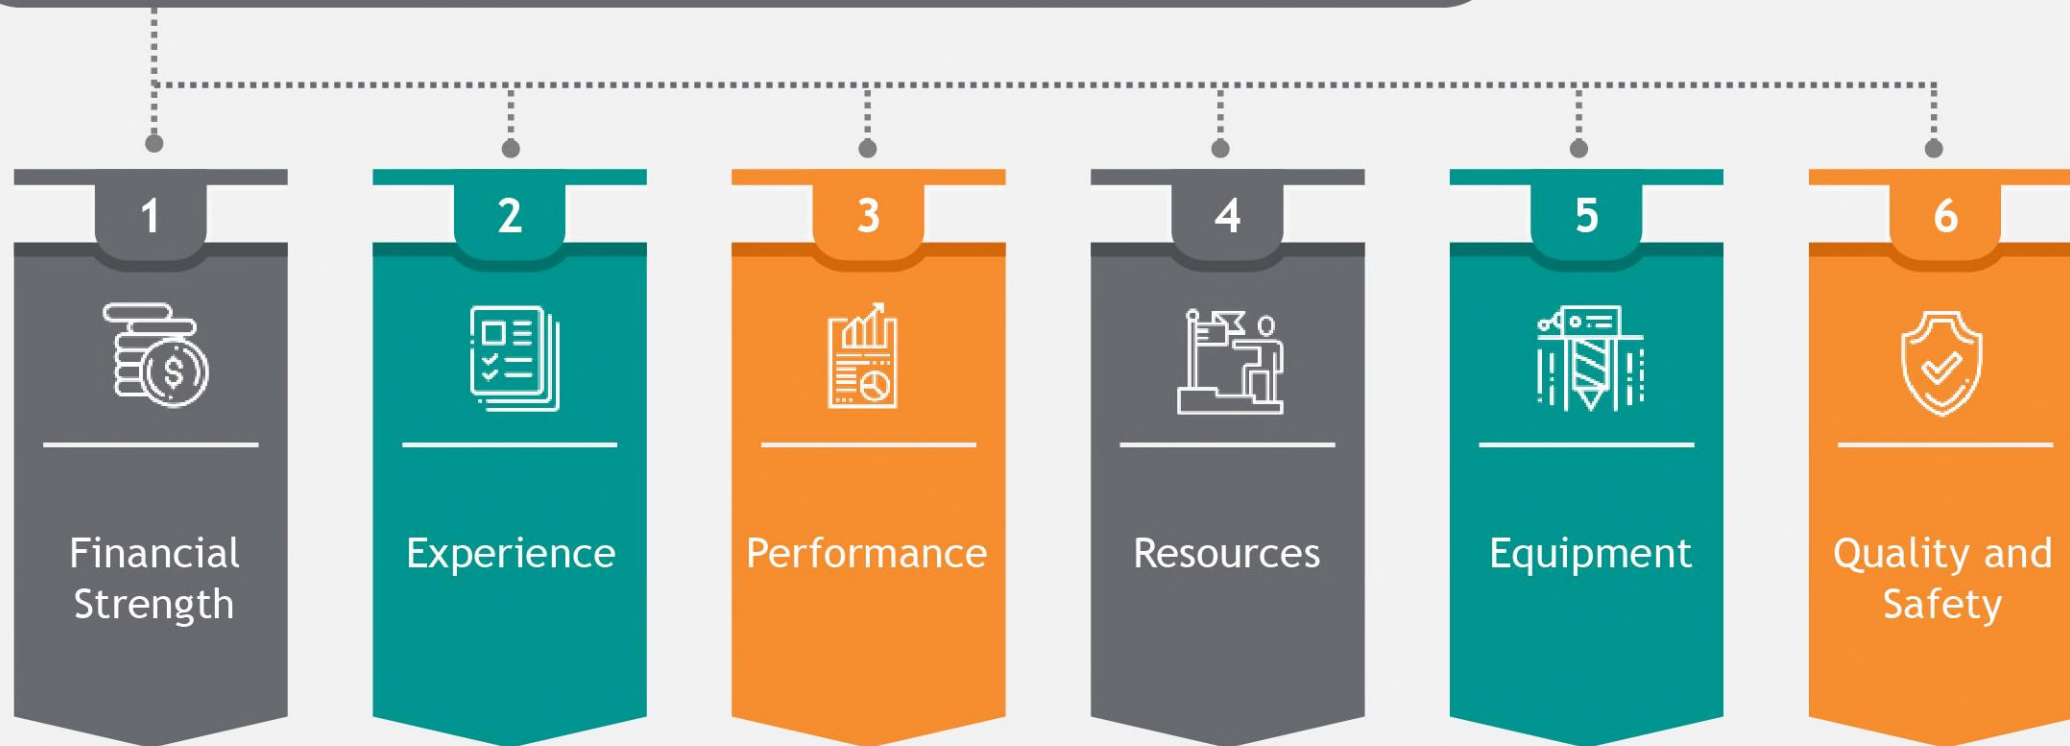 1
2
3
4
5
6
Financial
Strength
Experience
Performance
Resources
Equipment
Quality and
Safety